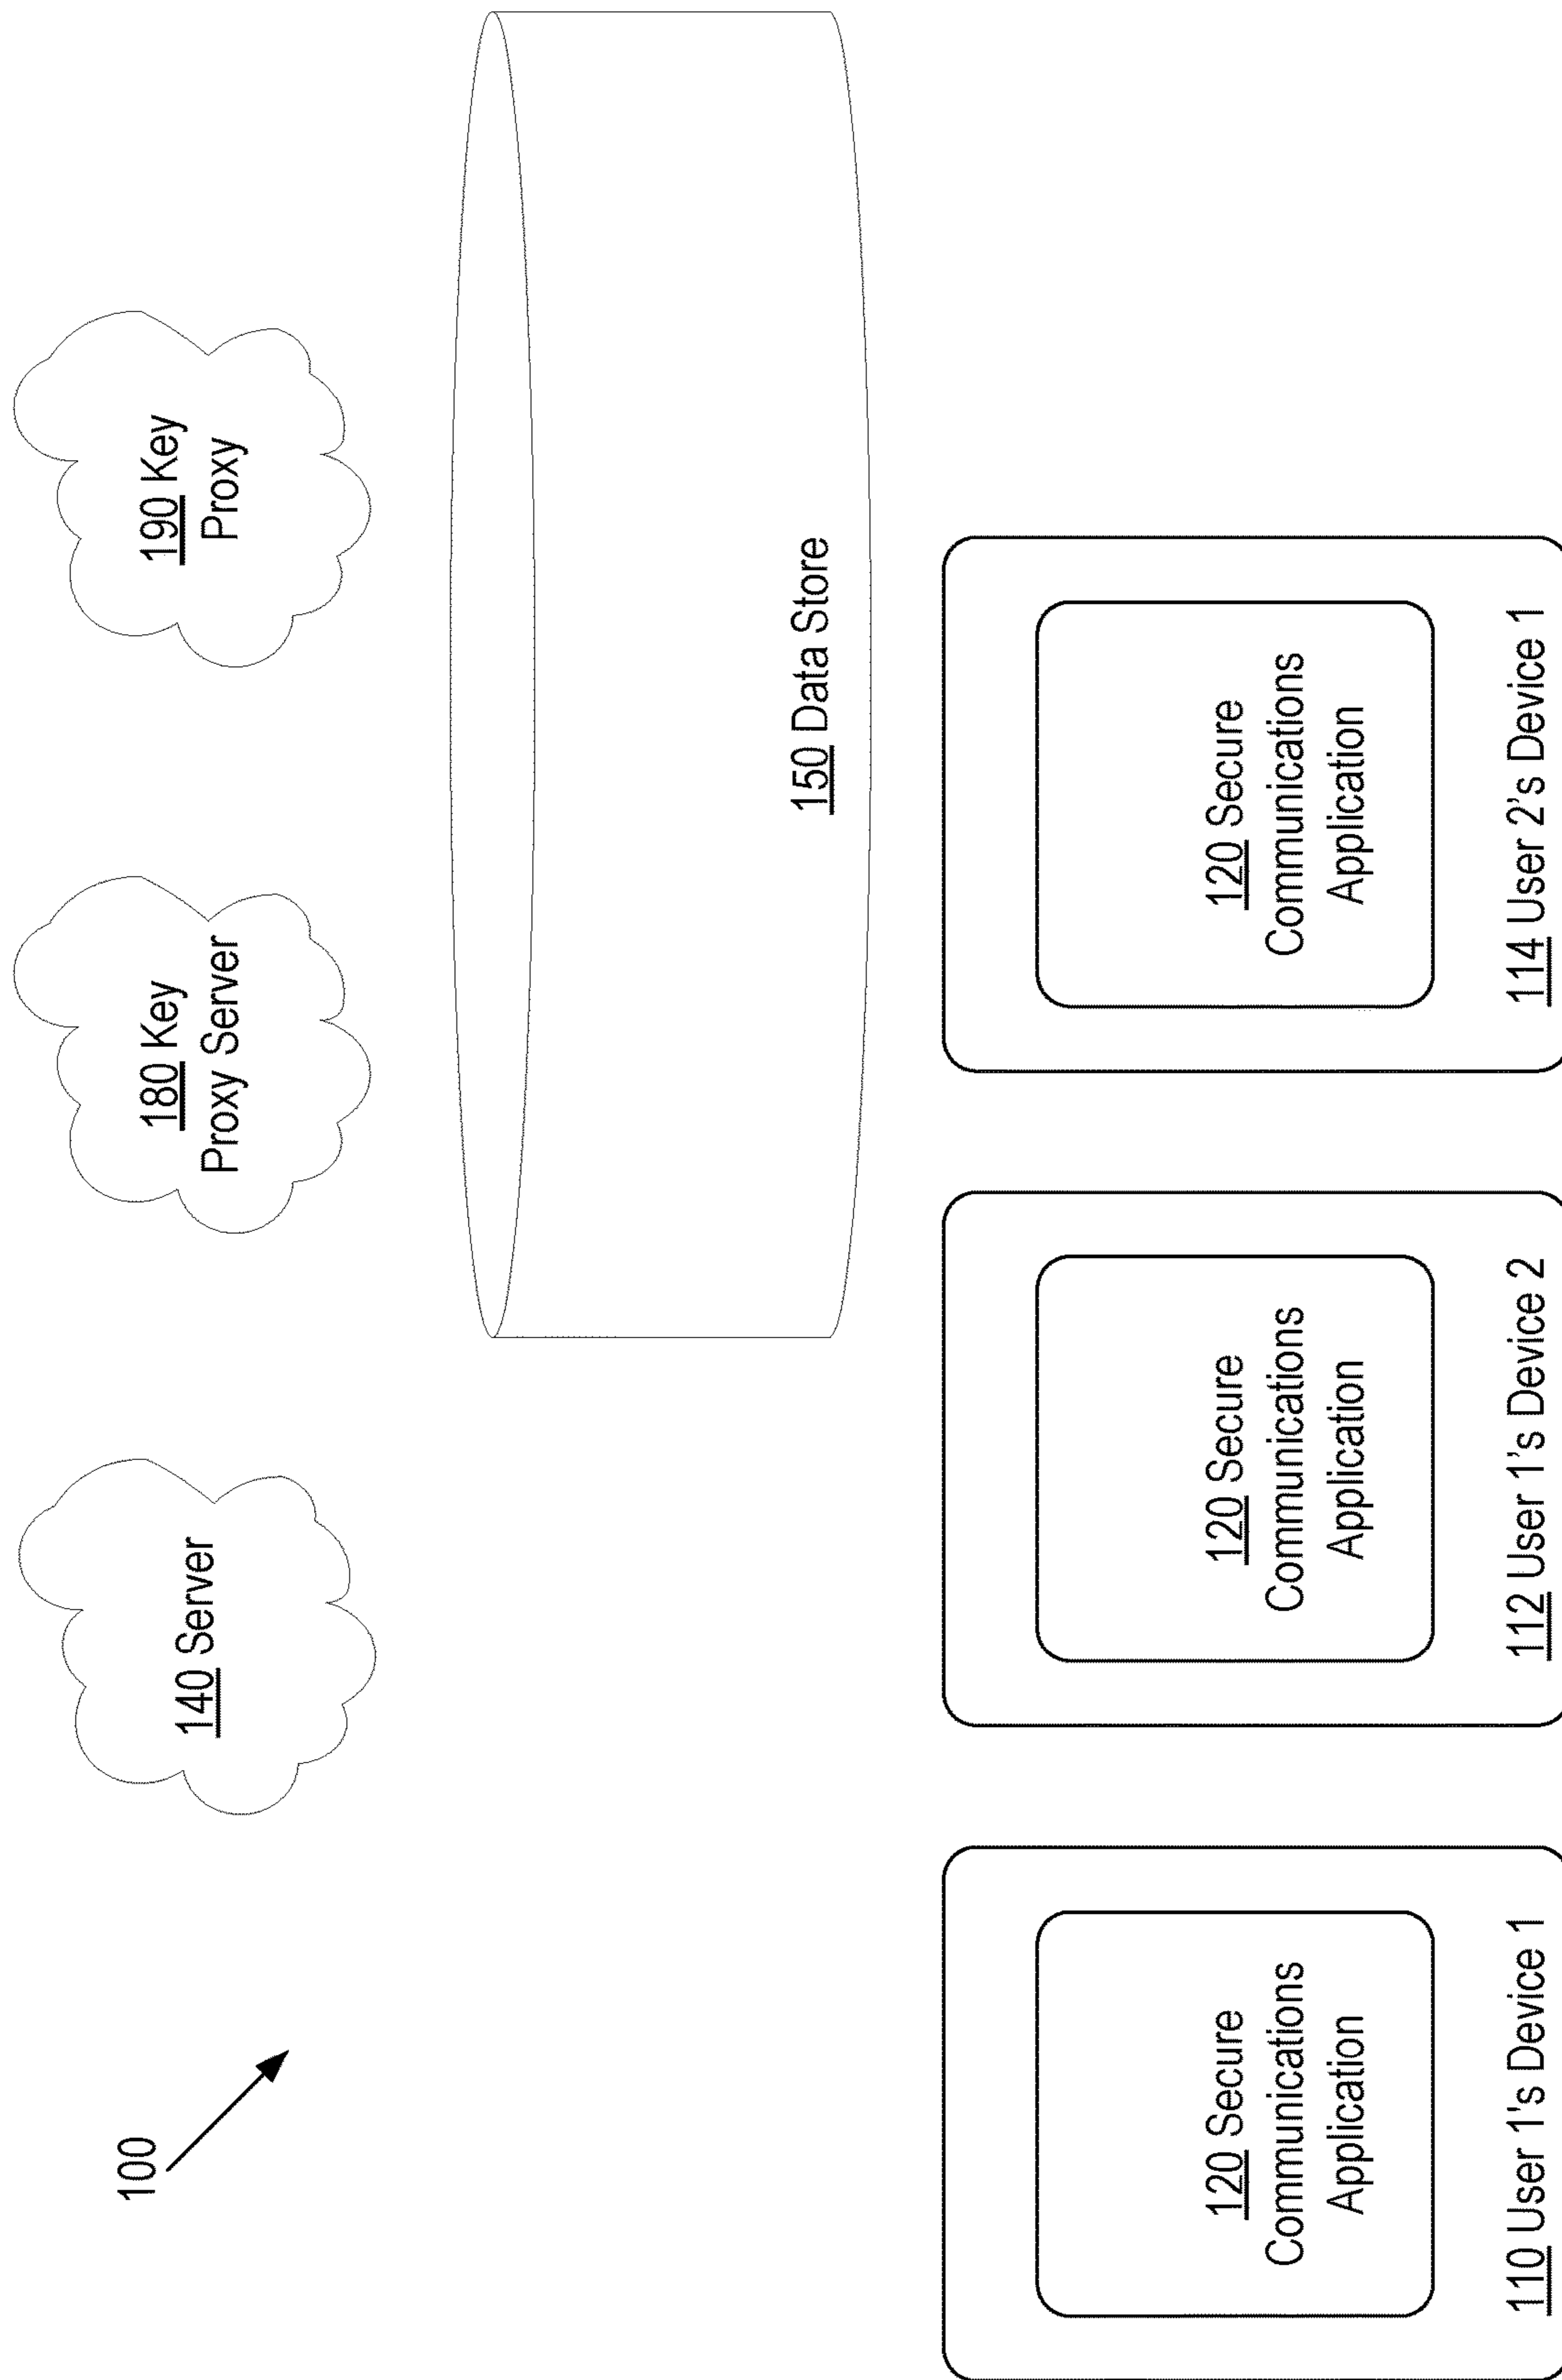 100
140 Server
180 Key
Proxy Server
190 Key
Proxy
150 Data Store
120 Secure
Communications
Application
110 User 1's Device 1
120 Secure
Communications
Application
112 User 1's Device 2
120 Secure
Communications
Application
114 User 2's Device 1